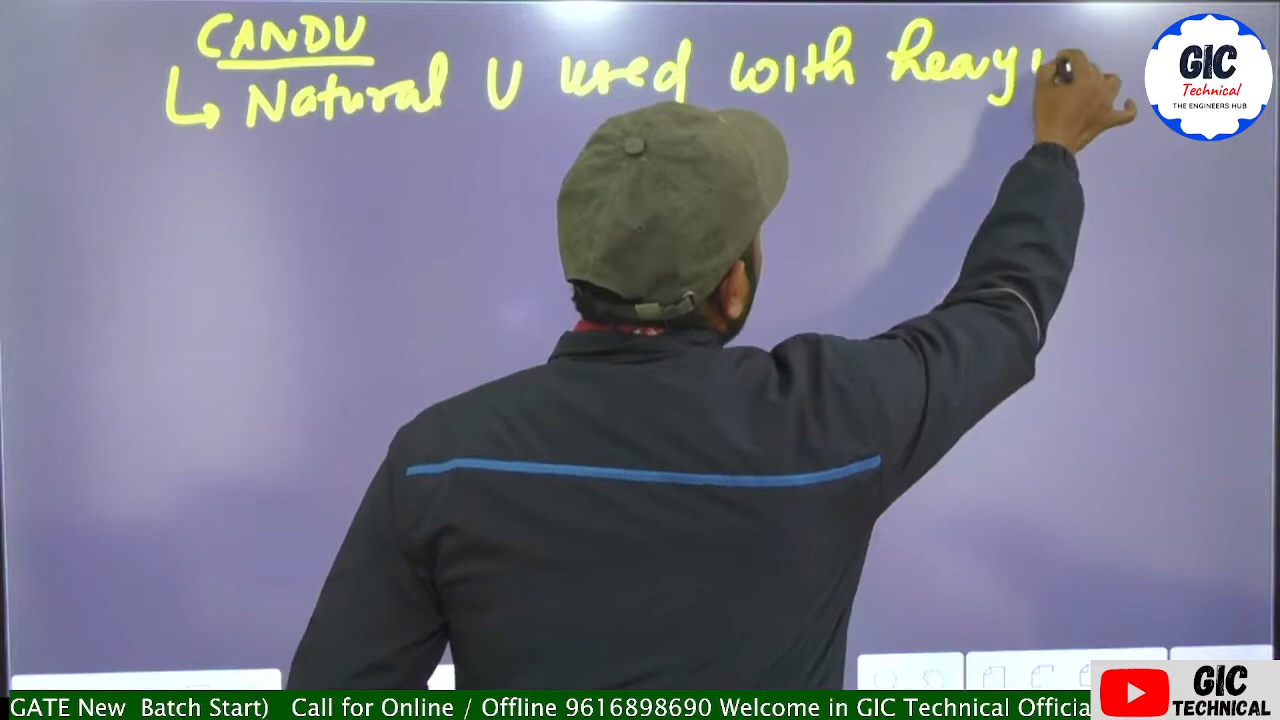 CANDU
↳ Natural U used with heavy
GIC
Technical
THE ENGINEERS HUB
GATE New Batch Start) Call for Online / Offline 9616898690 Welcome in GIC Technical Officia
GIC
TECHNICAL